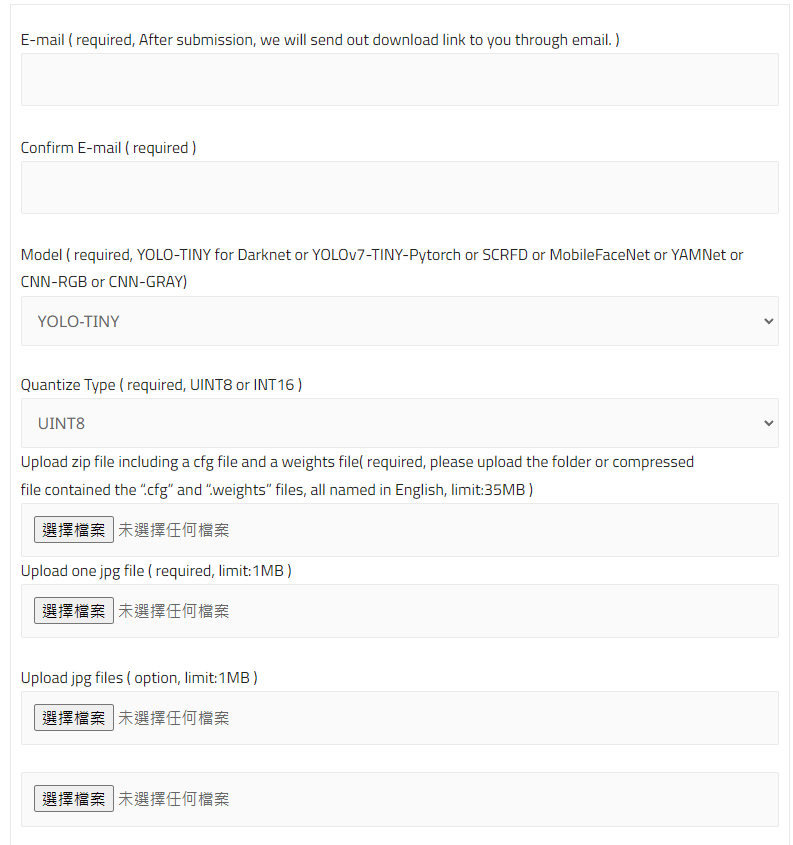 E-mail ( required, After submission, we will send out download link to you through email. )
Confirm E-mail ( required )
Model ( required, YOLO-TINY for Darknet or YOLOv7-TINY-Pytorch or SCRFD or MobileFaceNet or YAMNet or
CNN-RGB or CNN-GRAY)
YOLO-TINY
Quantize Type ( required, UINT8 or INT16 )
UINT8
Upload zip file including a cfg file and a weights file( required, please upload the folder or compressed
file contained the “.cfg” and “.weights” files, all named in English, limit:35MB )
選擇檔案 未選擇任何檔案
Upload one jpg file ( required, limit:1MB )
選擇檔案 未選擇任何檔案
Upload jpg files ( option, limit:1MB )
選擇檔案 未選擇任何檔案
選擇檔案 未選擇任何檔案